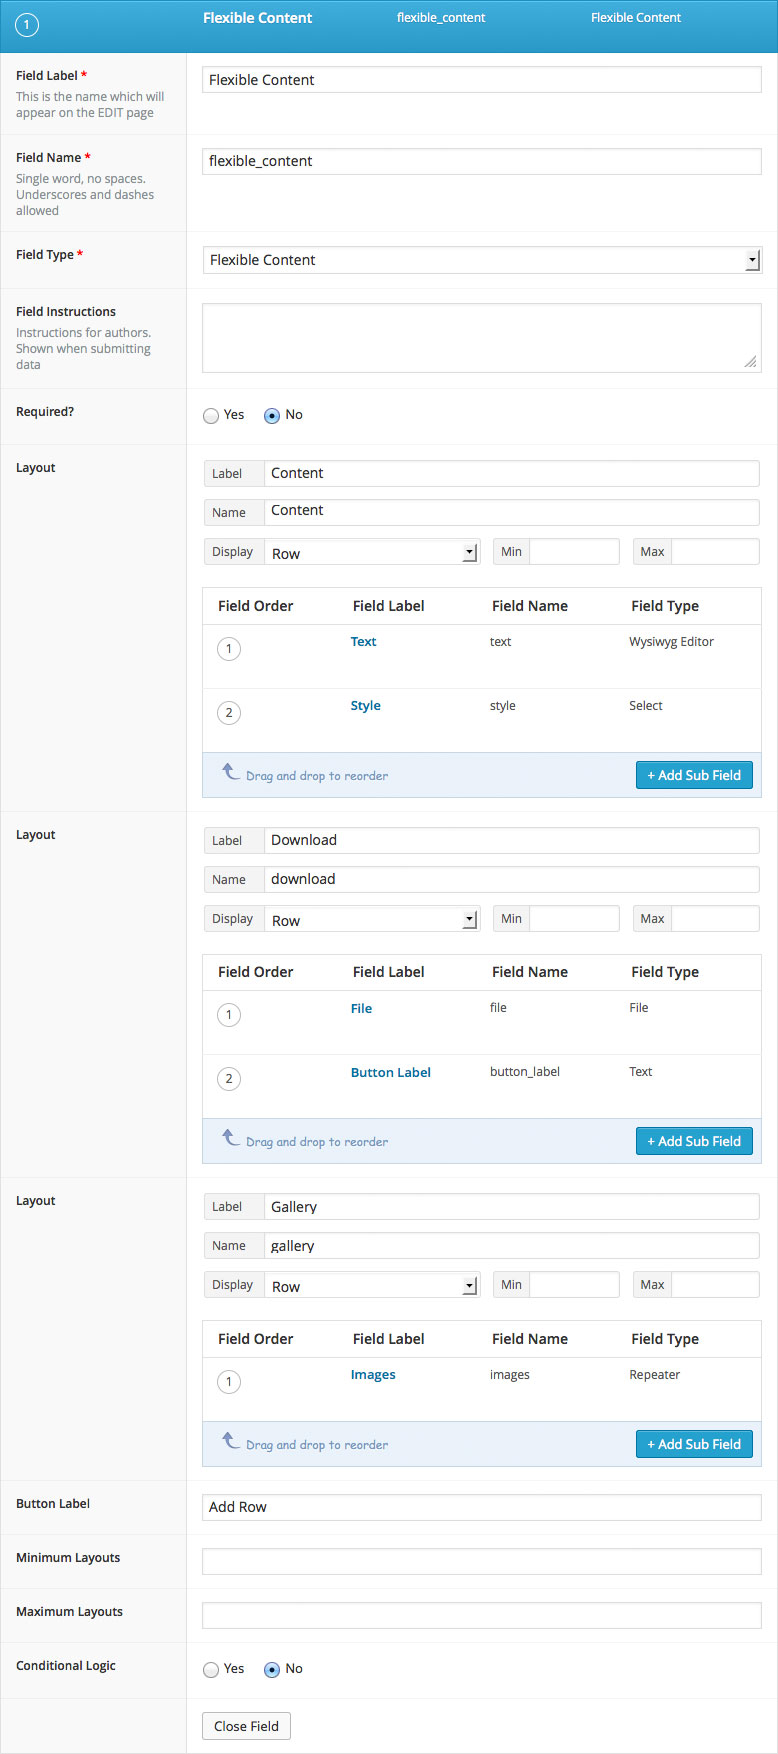 1 Flexible Content flexible_content Flexible Content
Field Label *
This is the name which will
appear on the EDIT page
Flexible Content
Field Name *
Single word, no spaces.
Underscores and dashes
allowed
flexible_content
Field Type *
Flexible Content
Field Instructions
Instructions for authors.
Shown when submitting
data
Required?
Yes No
Layout
Label Content
Name Content
Display Row Min Max
Field Order Field Label Field Name Field Type
1 Text text Wysiwyg Editor
2 Style style Select
Drag and drop to reorder + Add Sub Field
Layout
Label Download
Name download
Display Row Min Max
Field Order Field Label Field Name Field Type
1 File file File
2 Button Label button_label Text
Drag and drop to reorder + Add Sub Field
Layout
Label Gallery
Name gallery
Display Row Min Max
Field Order Field Label Field Name Field Type
1 Images images Repeater
Drag and drop to reorder + Add Sub Field
Button Label Add Row
Minimum Layouts
Maximum Layouts
Conditional Logic Yes No
Close Field